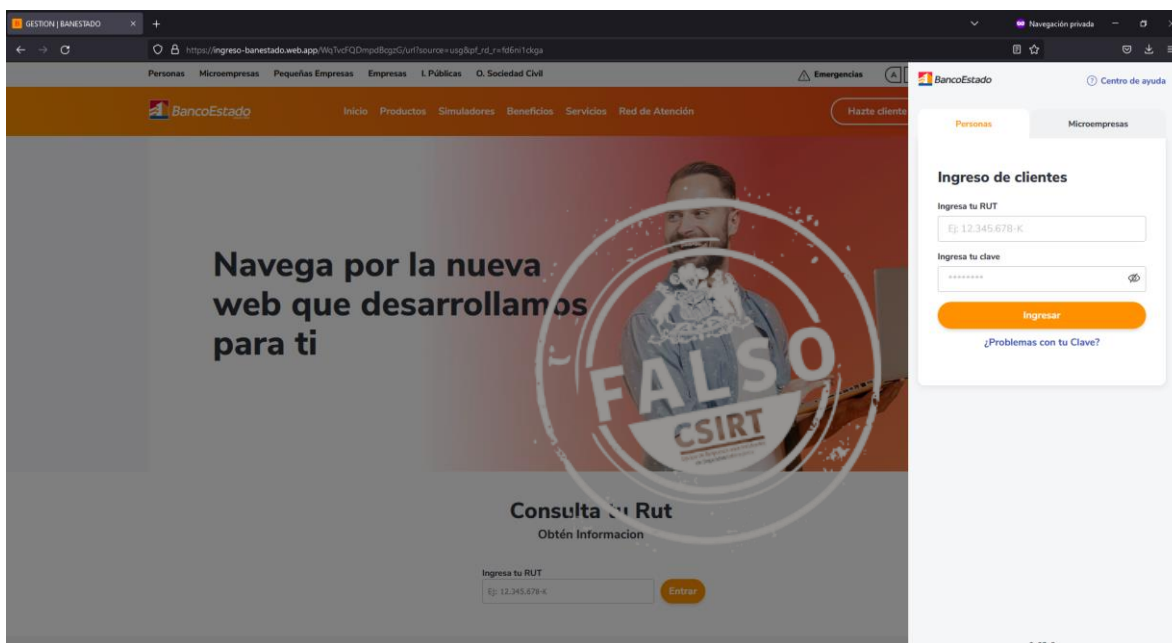 GESTION | BANESTADO
Navegación privada
https://ingreso-banestado.web.app/WqTvcFQDmpdBcgzG/url?source=usg&pf_rd_r=fd6ni1ckga
Personas Microempresas Pequeñas Empresas Empresas I. Públicas O. Sociedad Civil
Emergencias
A
BancoEstado
Inicio Productos Simuladores Beneficios Servicios Red de Atención
Hazte cliente
Navega por la nueva
web que desarrollamos
para ti
FALSO
CSIRT
Consulta tu Rut
Obtén Informacion
Ingresa tu RUT
Ej: 12.345.678-K
Entrar
BancoEstado
Centro de ayuda
Personas Microempresas
Ingreso de clientes
Ingresa tu RUT
Ej: 12.345.678-K
Ingresa tu clave
********
Ingresar
¿Problemas con tu Clave?